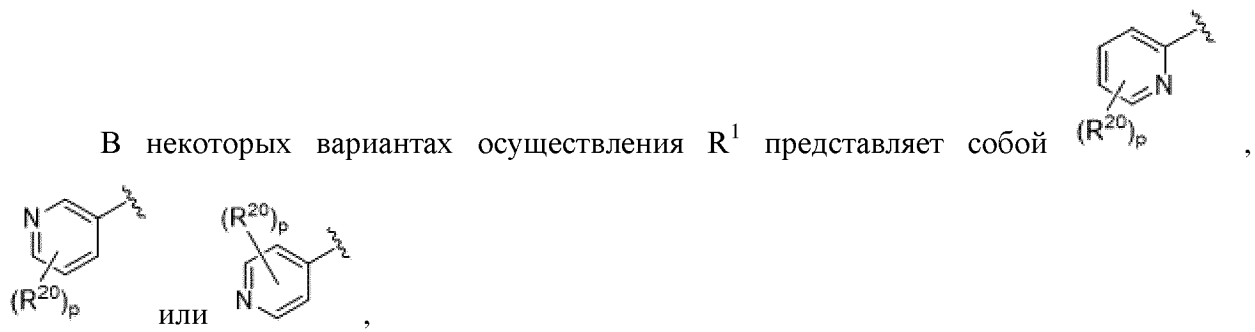 В некоторых вариантах осуществления R¹ представляет собой N (R²⁰)ₚ ,
N (R²⁰)ₚ или (R²⁰)ₚ N ,